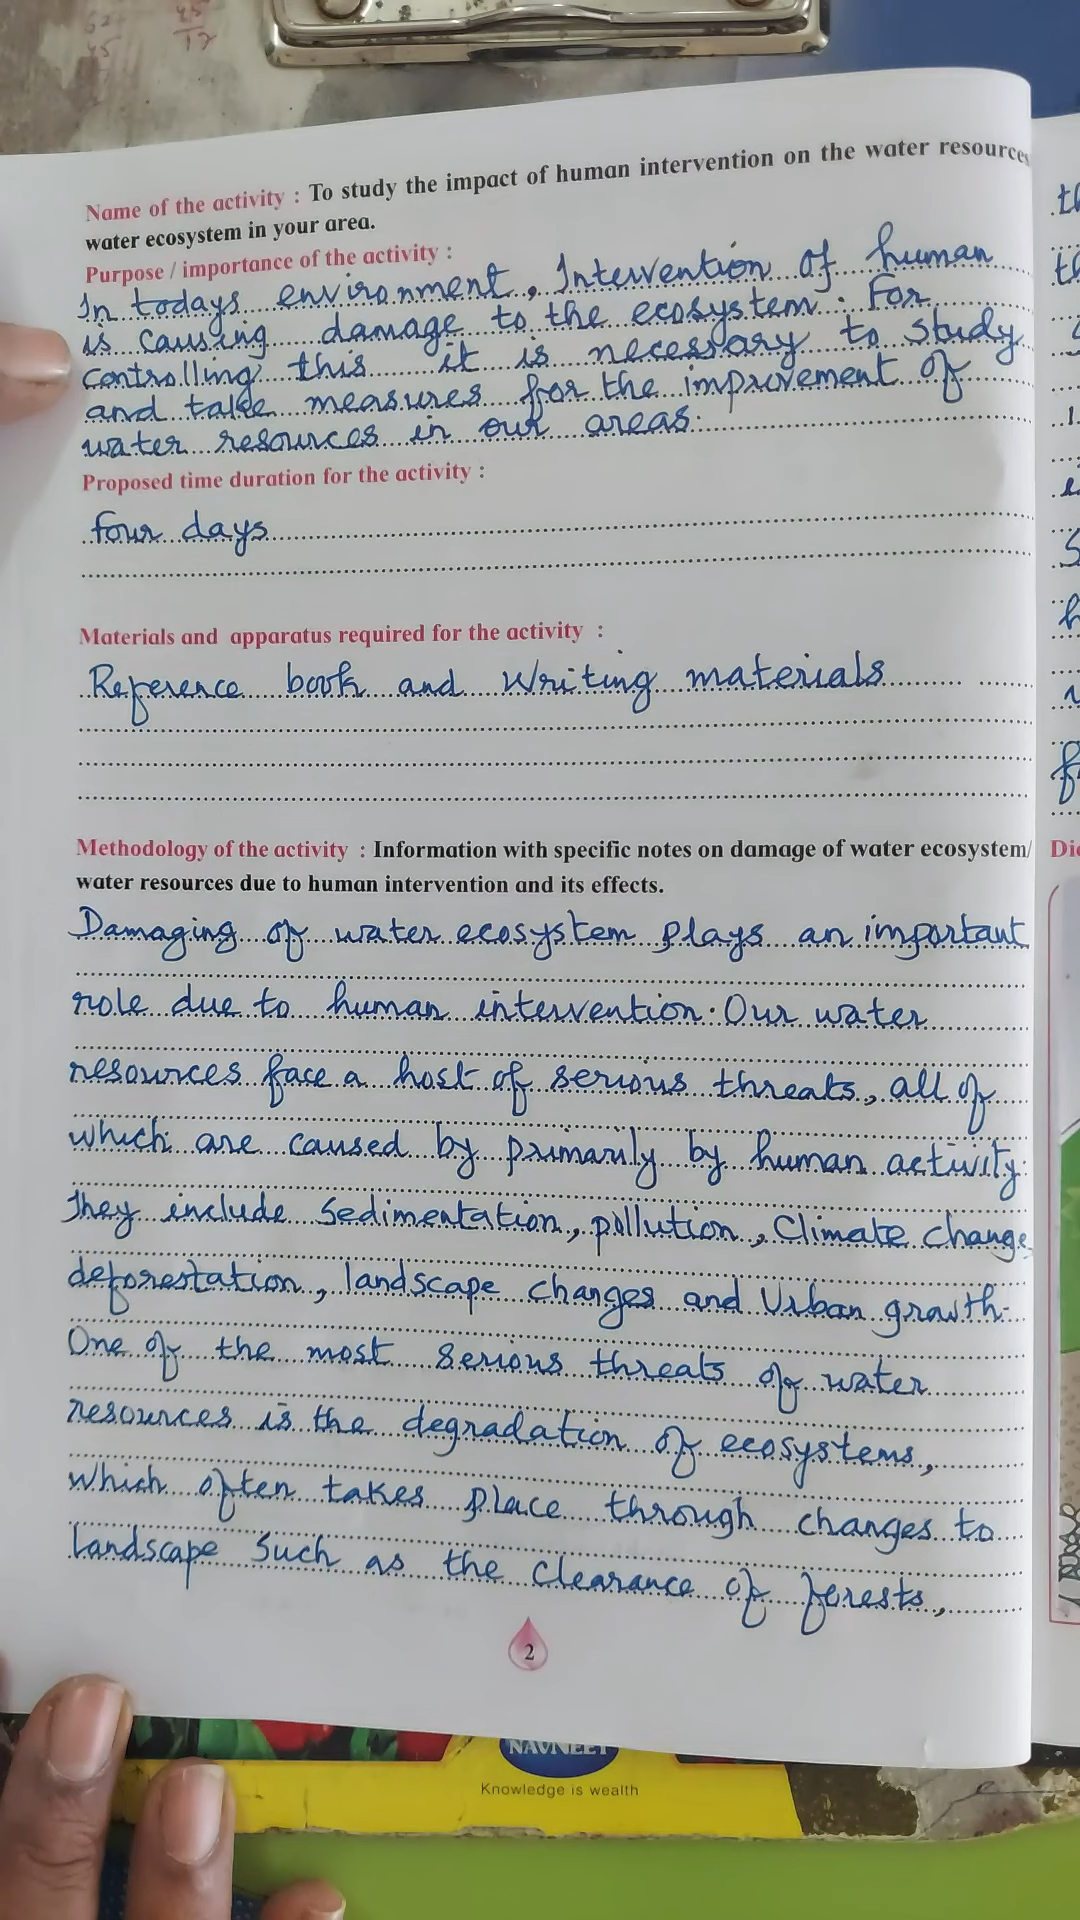 Name of the activity : To study the impact of human intervention on the water resources
water ecosystem in your area.
Purpose / importance of the activity :
In todays environment, Intervention of human
is causing damage to the ecosystem. For
controlling this it is necessary to study
and take measures for the improvement of
water resources in our areas.
Proposed time duration for the activity :
four days
Materials and apparatus required for the activity :
Reference book and writing materials
Methodology of the activity : Information with specific notes on damage of water ecosystem/
water resources due to human intervention and its effects.
Damaging of water ecosystem plays an important
role due to human intervention. Our water
resources face a host of serious threats, all of
which are caused by primarily by human activity.
They include Sedimentation, pollution, Climate change
deforestation, landscape changes and Urban growth.
One of the most serious threats of water
resources is the degradation of ecosystems,
which often takes place through changes to
landscape such as the clearance of forests,
2
NAVNEET
Knowledge is wealth